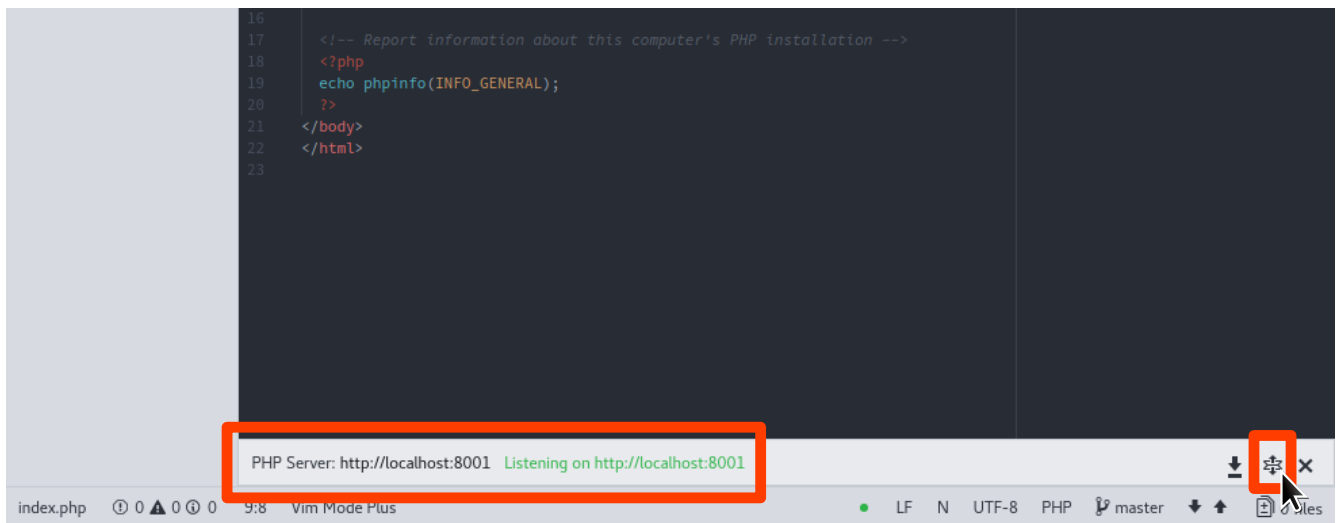 16
17 <!-- Report information about this computer's PHP installation -->
18 <?php
19 echo phpinfo(INFO_GENERAL);
20 ?>
21 </body>
22 </html>
23
PHP Server: http://localhost:8001 Listening on http://localhost:8001
index.php 0 0 0 9:8 Vim Mode Plus LF N UTF-8 PHP master files